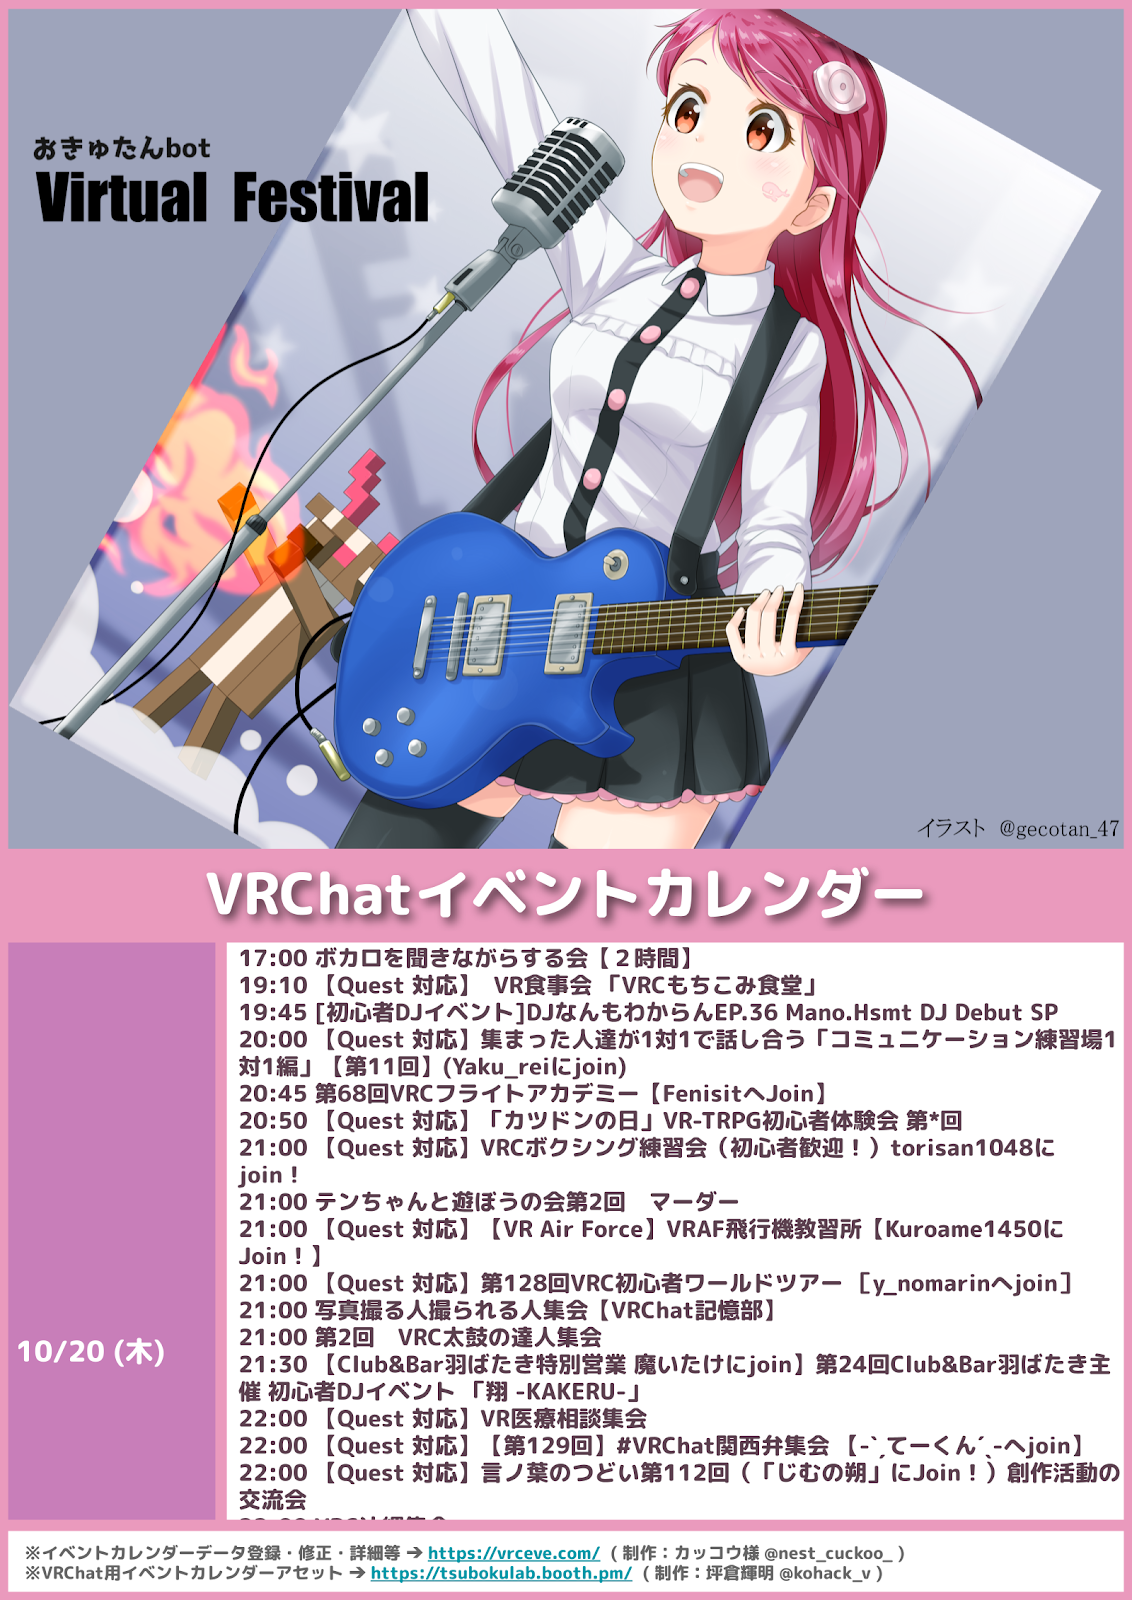 おきゅたんbot
Virtual Festival
イラスト @gecotan_47
VRChatイベントカレンダー
10/20 (木)
17:00 ボカロを聞きながらする会【２時間】
19:10 【Quest 対応】 VR食事会 「VRCもちこみ食堂」
19:45 [初心者DJイベント]DJなんもわからんEP.36 Mano.Hsmt DJ Debut SP
20:00 【Quest 対応】集まった人達が1対1で話し合う「コミュニケーション練習場1
対1編」【第11回】(Yaku_reiにjoin)
20:45 第68回VRCフライトアカデミー【FenisitへJoin】
20:50 【Quest 対応】「カツドンの日」VR-TRPG初心者体験会 第*回
21:00 【Quest 対応】VRCボクシング練習会（初心者歓迎！）torisan1048に
join！
21:00 テンちゃんと遊ぼうの会第2回　マーダー
21:00 【Quest 対応】【VR Air Force】VRAF飛行機教習所【Kuroame1450に
Join！】
21:00 【Quest 対応】第128回VRC初心者ワールドツアー ［y_nomarinへjoin］
21:00 写真撮る人撮られる人集会【VRChat記憶部】
21:00 第2回　VRC太鼓の達人集会
21:30 【Club&Bar羽ばたき特別営業 魔いたけにjoin】第24回Club&Bar羽ばたき主
催 初心者DJイベント 「翔 -KAKERU-」
22:00 【Quest 対応】VR医療相談集会
22:00 【Quest 対応】【第129回】#VRChat関西弁集会 【-`ˏてーくん´ˎ-へjoin】
22:00 【Quest 対応】言ノ葉のつどい第112回（「じむの朔」にJoin！）創作活動の
交流会
※イベントカレンダーデータ登録・修正・詳細等 ➔ https://vrceve.com/ （制作：カッコウ様 @nest_cuckoo_ ）
※VRChat用イベントカレンダーアセット ➔ https://tsubokulab.booth.pm/ （制作：坪倉輝明 @kohack_v ）